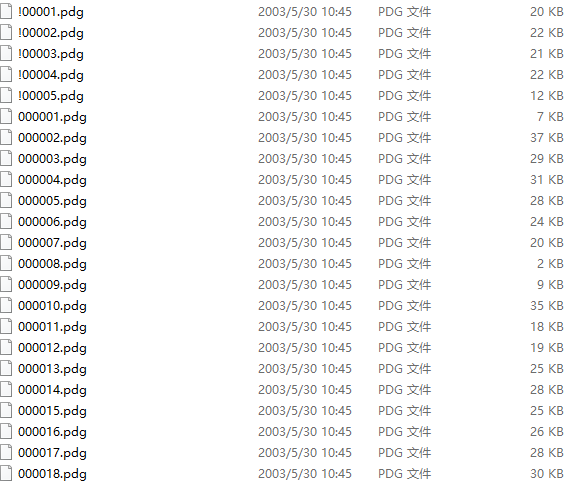 !00001.pdg 2003/5/30 10:45 PDG 文件 20 KB
!00002.pdg 2003/5/30 10:45 PDG 文件 22 KB
!00003.pdg 2003/5/30 10:45 PDG 文件 21 KB
!00004.pdg 2003/5/30 10:45 PDG 文件 22 KB
!00005.pdg 2003/5/30 10:45 PDG 文件 12 KB
000001.pdg 2003/5/30 10:45 PDG 文件 7 KB
000002.pdg 2003/5/30 10:45 PDG 文件 37 KB
000003.pdg 2003/5/30 10:45 PDG 文件 29 KB
000004.pdg 2003/5/30 10:45 PDG 文件 31 KB
000005.pdg 2003/5/30 10:45 PDG 文件 28 KB
000006.pdg 2003/5/30 10:45 PDG 文件 24 KB
000007.pdg 2003/5/30 10:45 PDG 文件 20 KB
000008.pdg 2003/5/30 10:45 PDG 文件 2 KB
000009.pdg 2003/5/30 10:45 PDG 文件 9 KB
000010.pdg 2003/5/30 10:45 PDG 文件 35 KB
000011.pdg 2003/5/30 10:45 PDG 文件 18 KB
000012.pdg 2003/5/30 10:45 PDG 文件 19 KB
000013.pdg 2003/5/30 10:45 PDG 文件 25 KB
000014.pdg 2003/5/30 10:45 PDG 文件 28 KB
000015.pdg 2003/5/30 10:45 PDG 文件 25 KB
000016.pdg 2003/5/30 10:45 PDG 文件 26 KB
000017.pdg 2003/5/30 10:45 PDG 文件 28 KB
000018.pdg 2003/5/30 10:45 PDG 文件 30 KB